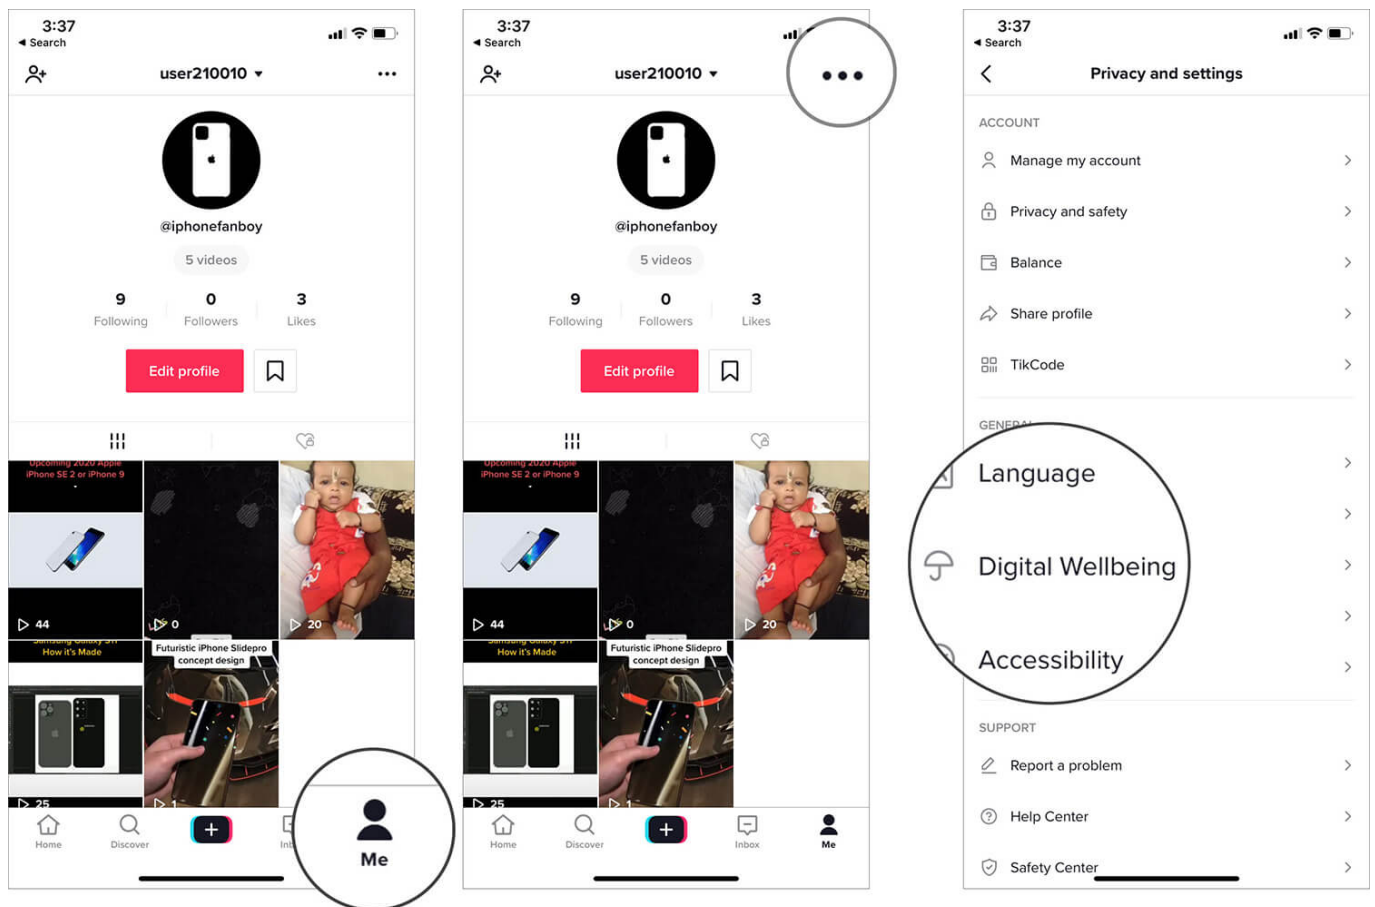 3:37
Search
user210010
@iphonefanboy
5 videos
9
0
3
Following
Followers
Likes
Edit profile
Upcoming 2020 Apple
iPhone SE 2 or iPhone 9
44
0
20
How it's Made
Futuristic iPhone Slidepro
concept design
25
1
Home
Discover
Me
3:37
Search
user210010
@iphonefanboy
5 videos
9
0
3
Following
Followers
Likes
Edit profile
Upcoming 2020 Apple
iPhone SE 2 or iPhone 9
44
0
20
How it's Made
Futuristic iPhone Slidepro
concept design
25
1
Home
Discover
Inbox
Me
3:37
Search
Privacy and settings
ACCOUNT
Manage my account
Privacy and safety
Balance
Share profile
TikCode
GENERAL
Language
Digital Wellbeing
Accessibility
SUPPORT
Report a problem
Help Center
Safety Center